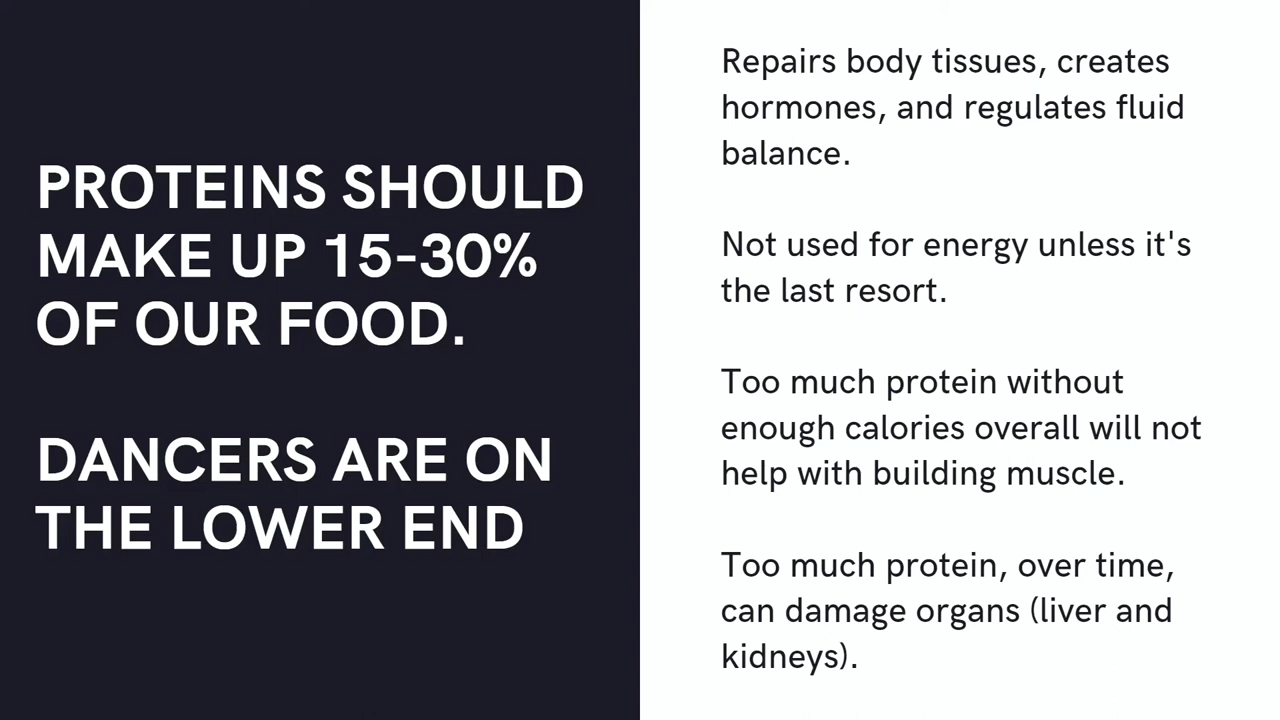 PROTEINS SHOULD
MAKE UP 15-30%
OF OUR FOOD.
DANCERS ARE ON
THE LOWER END
Repairs body tissues, creates
hormones, and regulates fluid
balance.
Not used for energy unless it's
the last resort.
Too much protein without
enough calories overall will not
help with building muscle.
Too much protein, over time,
can damage organs (liver and
kidneys).